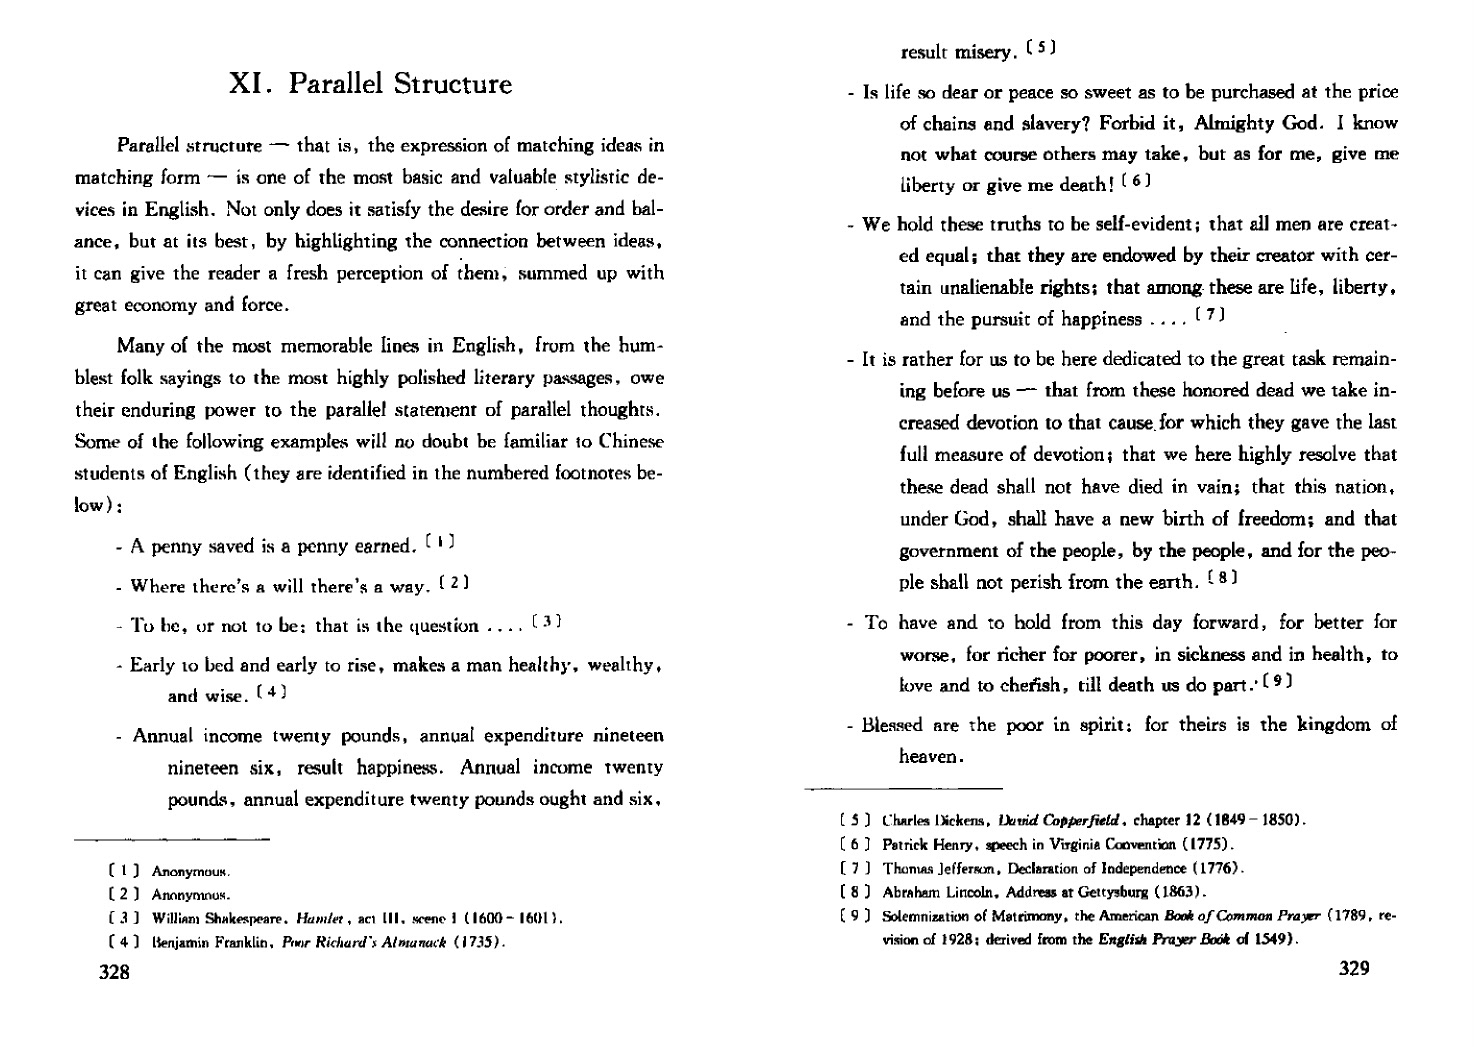 XI. Parallel Structure
Parallel structure — that is, the expression of matching ideas in
matching form — is one of the most basic and valuable stylistic de-
vices in English. Not only does it satisfy the desire for order and bal-
ance, but at its best, by highlighting the connection between ideas,
it can give the reader a fresh perception of them, summed up with
great economy and force.
Many of the most memorable lines in English, from the hum-
blest folk sayings to the most highly polished literary passages, owe
their enduring power to the parallel statement of parallel thoughts.
Some of the following examples will no doubt be familiar to Chinese
students of English (they are identified in the numbered footnotes be-
low):
- A penny saved is a penny earned. [1]
- Where there's a will there's a way. [2]
- To be, or not to be: that is the question .... [3]
- Early to bed and early to rise, makes a man healthy, wealthy,
and wise. [4]
- Annual income twenty pounds, annual expenditure nineteen
nineteen six, result happiness. Annual income twenty
pounds, annual expenditure twenty pounds ought and six,
[1] Anonymous.
[2] Anonymous.
[3] William Shakespeare, Hamlet, act III, scene I (1600-1601).
[4] Benjamin Franklin, Poor Richard's Almanack (1735).
328
result misery. [5]
- Is life so dear or peace so sweet as to be purchased at the price
of chains and slavery? Forbid it, Almighty God. I know
not what course others may take, but as for me, give me
liberty or give me death! [6]
- We hold these truths to be self-evident; that all men are creat-
ed equal; that they are endowed by their creator with cer-
tain unalienable rights; that among these are life, liberty,
and the pursuit of happiness .... [7]
- It is rather for us to be here dedicated to the great task remain-
ing before us — that from these honored dead we take in-
creased devotion to that cause for which they gave the last
full measure of devotion; that we here highly resolve that
these dead shall not have died in vain; that this nation,
under God, shall have a new birth of freedom; and that
government of the people, by the people, and for the peo-
ple shall not perish from the earth. [8]
- To have and to hold from this day forward, for better for
worse, for richer for poorer, in sickness and in health, to
love and to cherish, till death us do part. [9]
- Blessed are the poor in spirit: for theirs is the kingdom of
heaven.
[5] Charles Dickens, David Copperfield, chapter 12 (1849-1850).
[6] Patrick Henry, speech in Virginia Convention (1775).
[7] Thomas Jefferson, Declaration of Independence (1776).
[8] Abraham Lincoln, Address at Gettysburg (1863).
[9] Solemnization of Matrimony, the American Book of Common Prayer (1789, re-
vision of 1928; derived from the English Prayer Book of 1549).
329